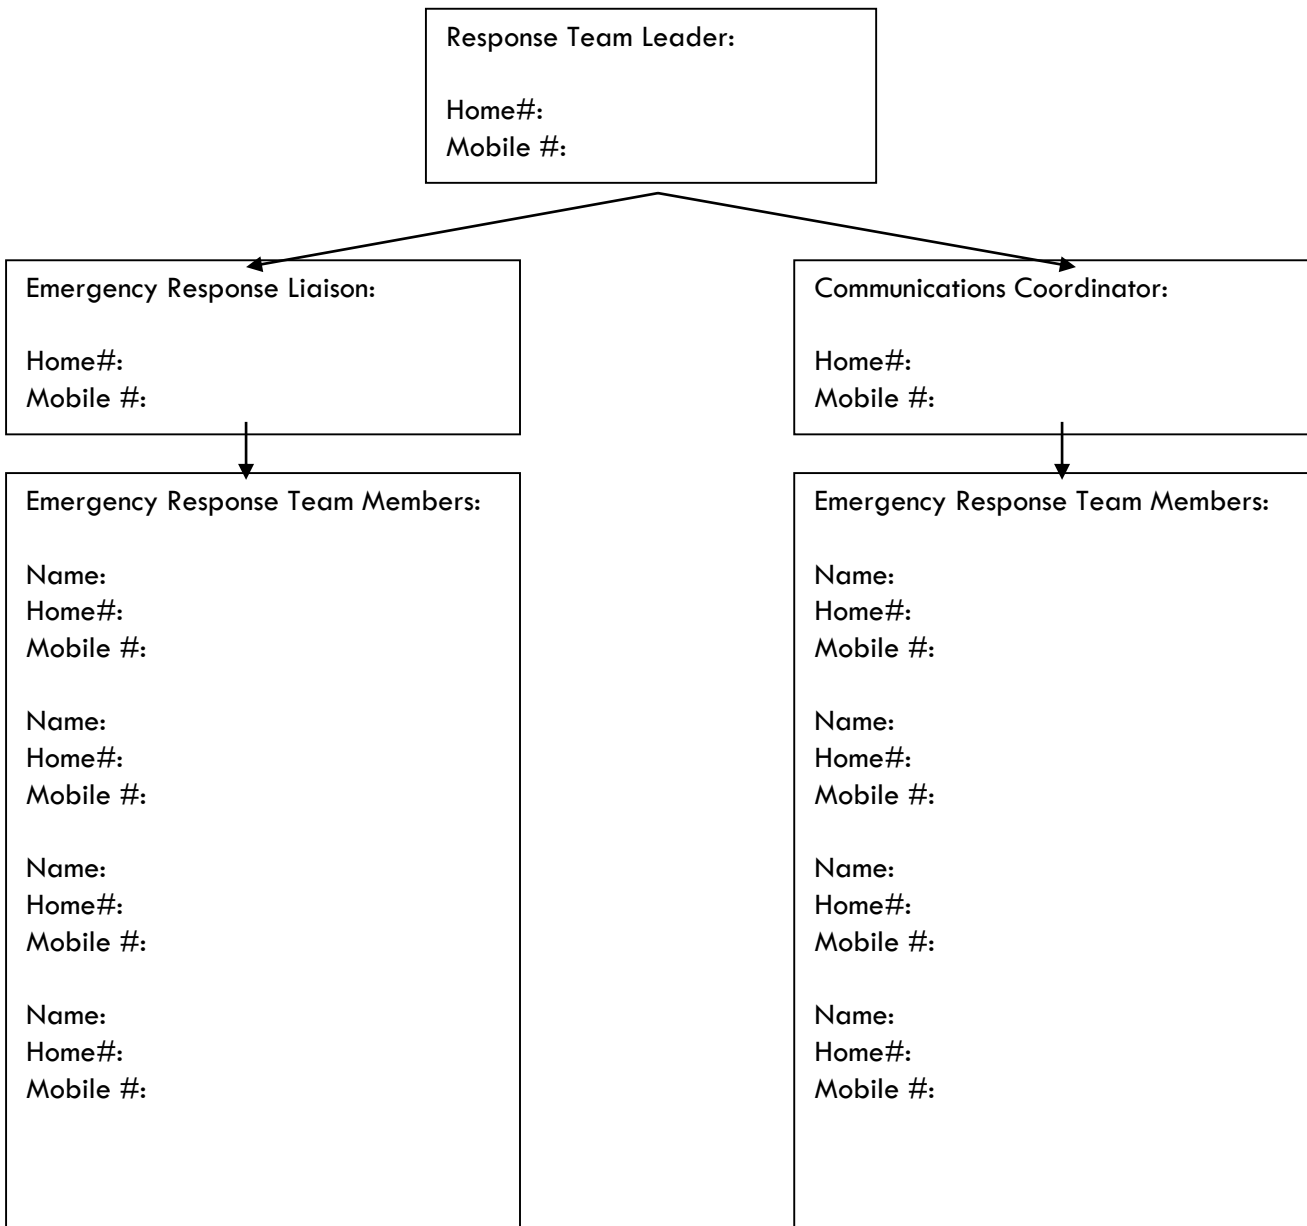 Response Team Leader:
Home#:
Mobile #:
Emergency Response Liaison:
Home#:
Mobile #:
Communications Coordinator:
Home#:
Mobile #:
Emergency Response Team Members:
Name:
Home#:
Mobile #:
Name:
Home#:
Mobile #:
Name:
Home#:
Mobile #:
Name:
Home#:
Mobile #:
Emergency Response Team Members:
Name:
Home#:
Mobile #:
Name:
Home#:
Mobile #:
Name:
Home#:
Mobile #:
Name:
Home#:
Mobile #: